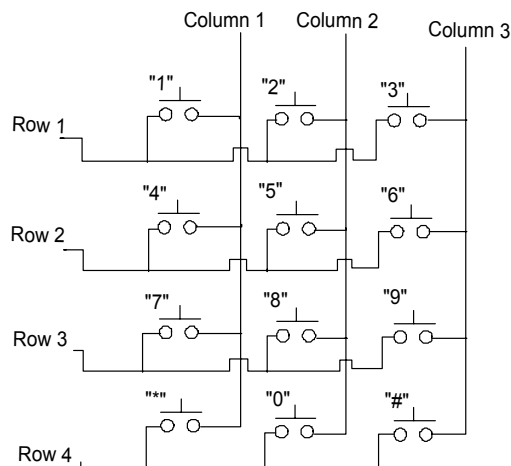 Column 1 Column 2 Column 3
"1" "2" "3"
Row 1
"4" "5" "6"
Row 2
"7" "8" "9"
Row 3
"*" "0" "#"
Row 4